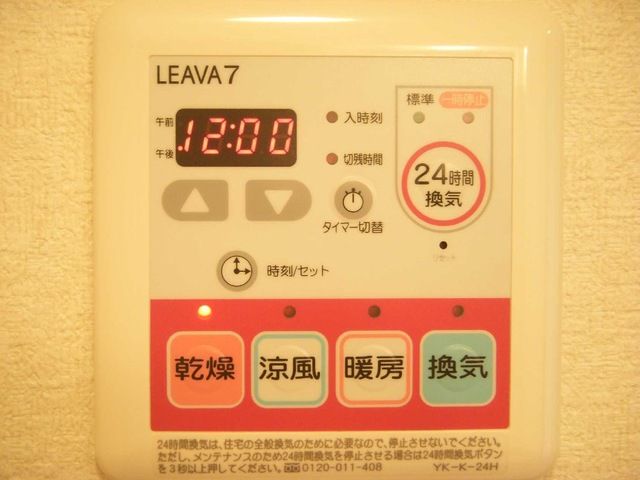 LEAVA7
午前
12:00
午後
入時刻
切残時間
タイマー切替
標準 一時停止
24時間
換気
リセット
時刻/セット
乾燥 涼風 暖房 換気
24時間換気は、住宅の全般換気のために必要なので、停止させないでください。
ただし、メンテナンスのため24時間換気を停止させる場合は24時間換気ボタン
を3秒以上押してください。 0120-011-408 YK-K-24H